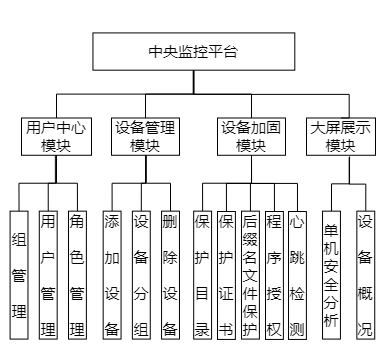 中央监控平台
用户中心
模块
设备管理
模块
设备加固
模块
大屏展示
模块
组管理
用户管理
角色管理
添加设备
设备分组
删除设备
保护目录
保护证书
后缀名文件保护
程序授权
心跳检测
单机安全分析
设备概况